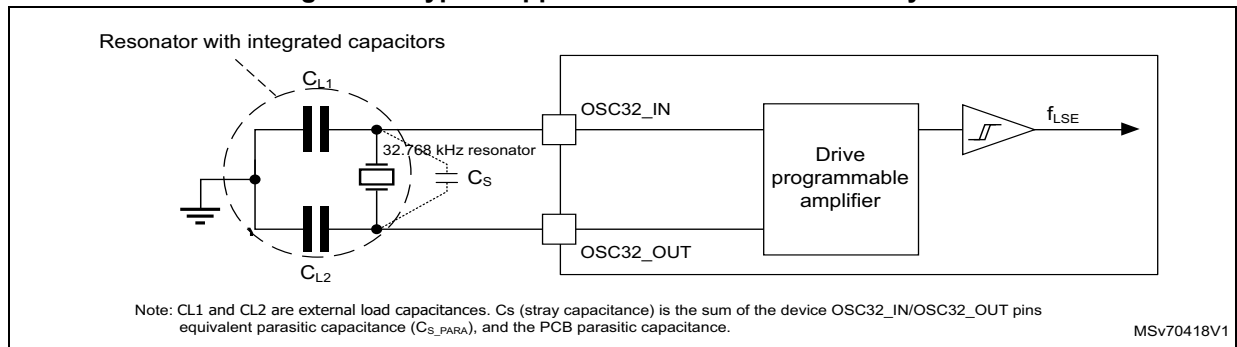 Resonator with integrated capacitors
CL1
OSC32_IN
fLSE
32.768 kHz resonator
CS
Drive
programmable
amplifier
OSC32_OUT
CL2
Note: CL1 and CL2 are external load capacitances. Cs (stray capacitance) is the sum of the device OSC32_IN/OSC32_OUT pins
equivalent parasitic capacitance (CS_PARA), and the PCB parasitic capacitance.
MSv70418V1